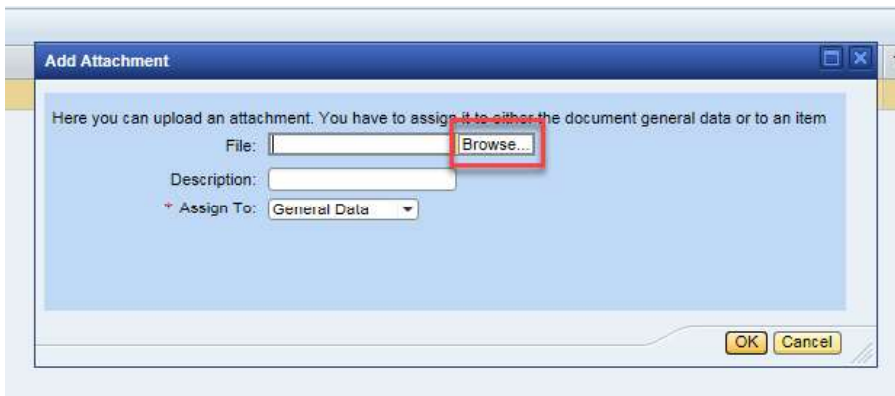 Add Attachment
Here you can upload an attachment. You have to assign it to either the document general data or to an item
File: Browse...
Description:
* Assign To: General Data
OK Cancel